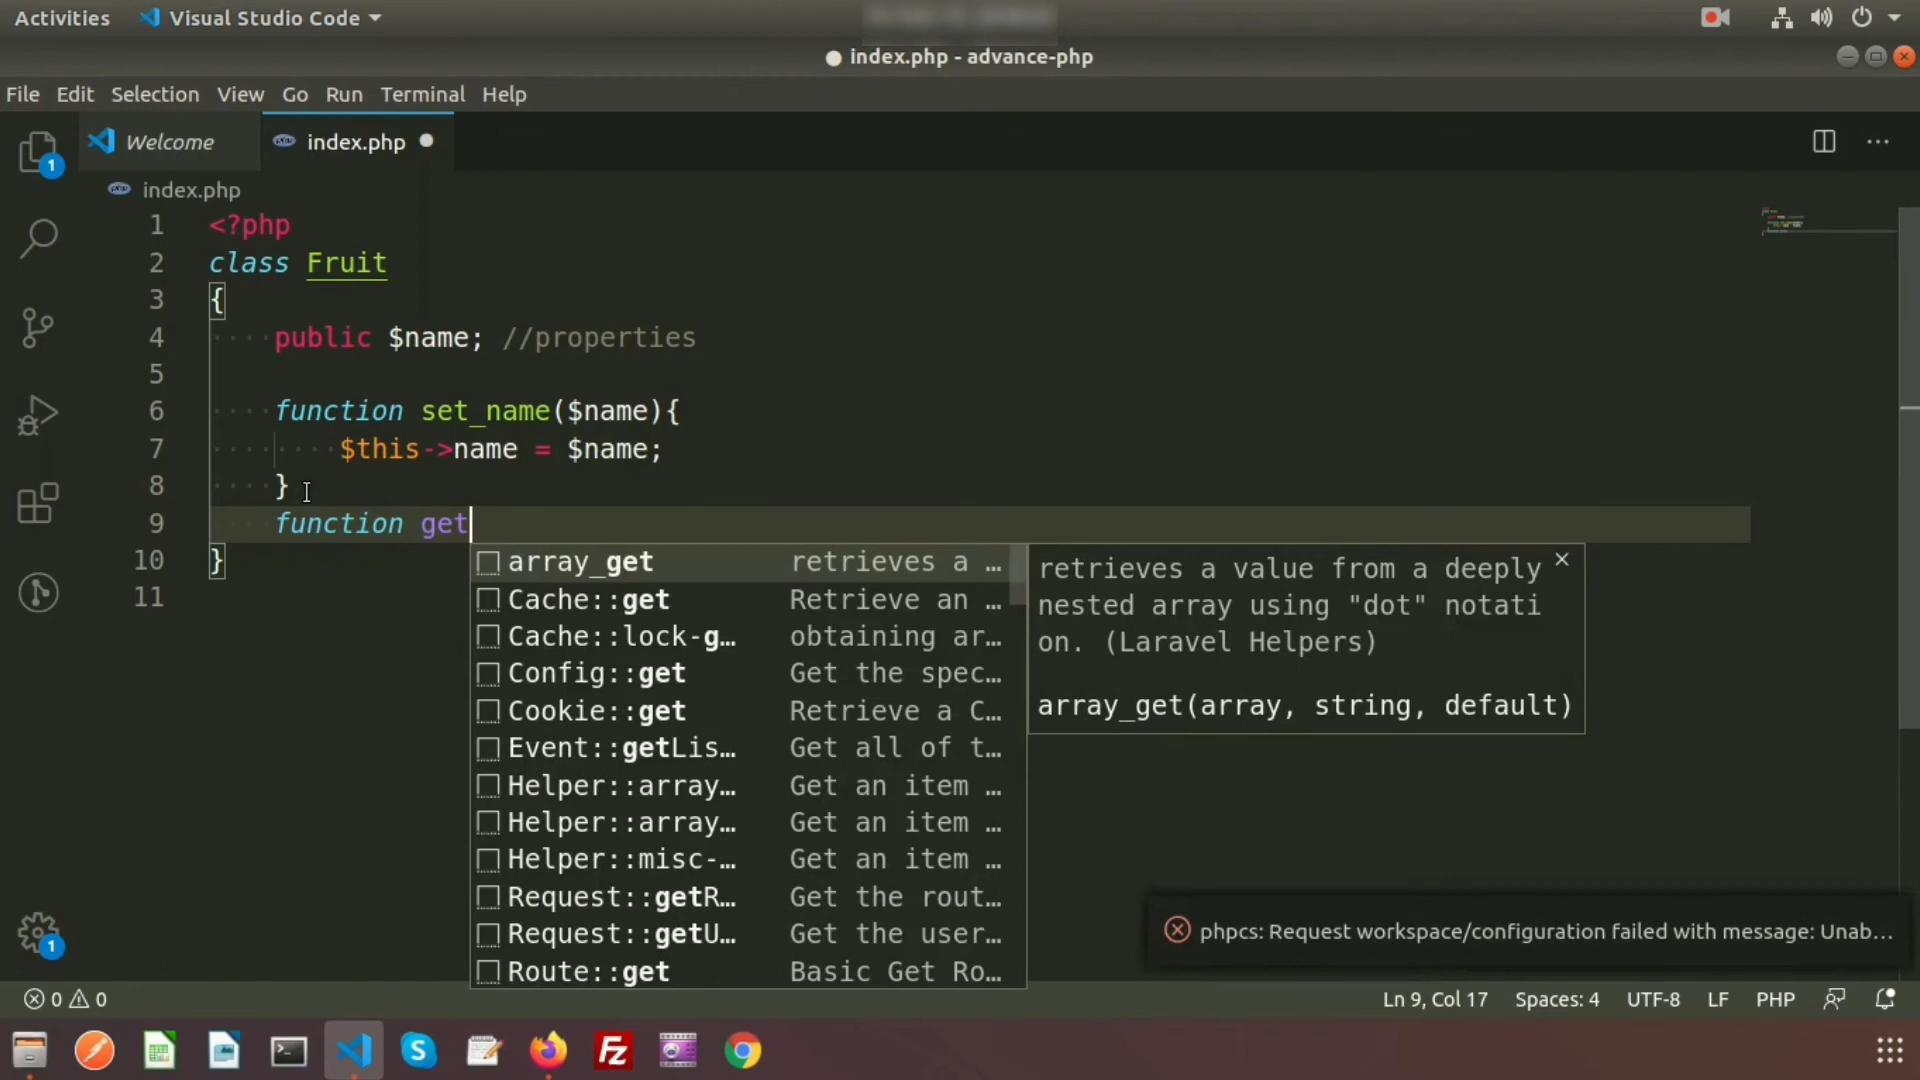 Activities Visual Studio Code
index.php - advance-php
File Edit Selection View Go Run Terminal Help
1 Welcome index.php
index.php
1 <?php
2 class Fruit
3 {
4 public $name; //properties
5
6 function set_name($name){
7 $this->name = $name;
8 }
9 function get
10 }
11
array_get retrieves a …
Cache::get Retrieve an …
Cache::lock-g… obtaining ar…
Config::get Get the spec…
Cookie::get Retrieve a C…
Event::getLis… Get all of t…
Helper::array… Get an item …
Helper::array… Get an item …
Helper::misc-… Get an item …
Request::getR… Get the rout…
Request::getU… Get the user…
Route::get Basic Get Ro…
retrieves a value from a deeply
nested array using "dot" notati
on. (Laravel Helpers)
array_get(array, string, default)
phpcs: Request workspace/configuration failed with message: Unab...
1
0 0 Ln 9, Col 17 Spaces: 4 UTF-8 LF PHP
S Fz